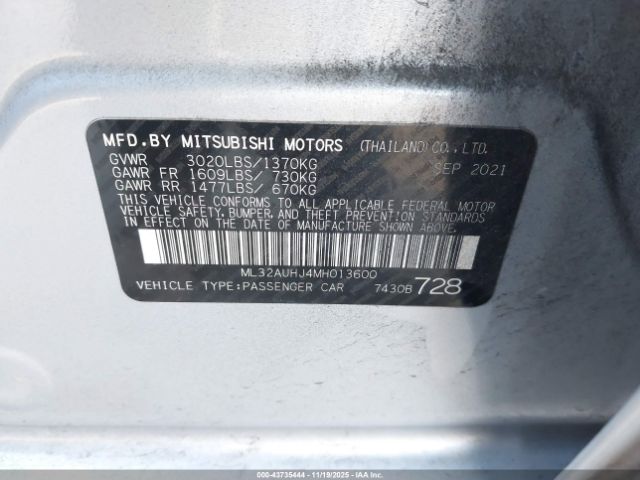 MFD.BY MITSUBISHI MOTORS (THAILAND)CO.,LTD.
GVWR 3020LBS/1370KG SEP 2021
GAWR FR 1609LBS/ 730KG
GAWR RR 1477LBS/ 670KG
THIS VEHICLE CONFORMS TO ALL APPLICABLE FEDERAL MOTOR
VEHICLE SAFETY, BUMPER, AND THEFT PREVENTION STANDARDS
IN EFFECT ON THE DATE OF MANUFACTURE SHOWN ABOVE.
ML32AUHJ4MH013600
VEHICLE TYPE:PASSENGER CAR 7430B 728
000-43735444 - 11/19/2025 - IAAI.COM